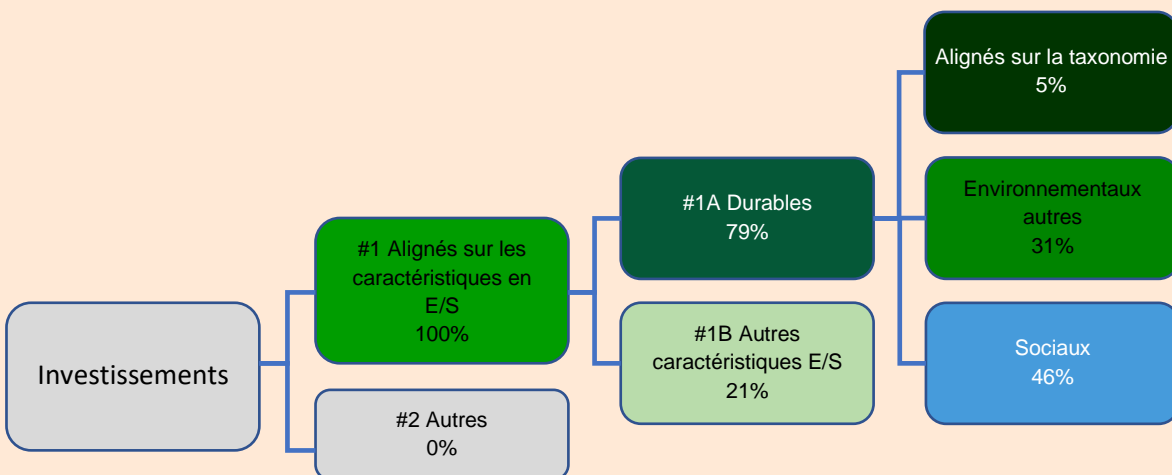 Investissements
#1 Alignés sur les
caractéristiques en
E/S
100%
#2 Autres
0%
#1A Durables
79%
#1B Autres
caractéristiques E/S
21%
Alignés sur la taxonomie
5%
Environnementaux
autres
31%
Sociaux
46%